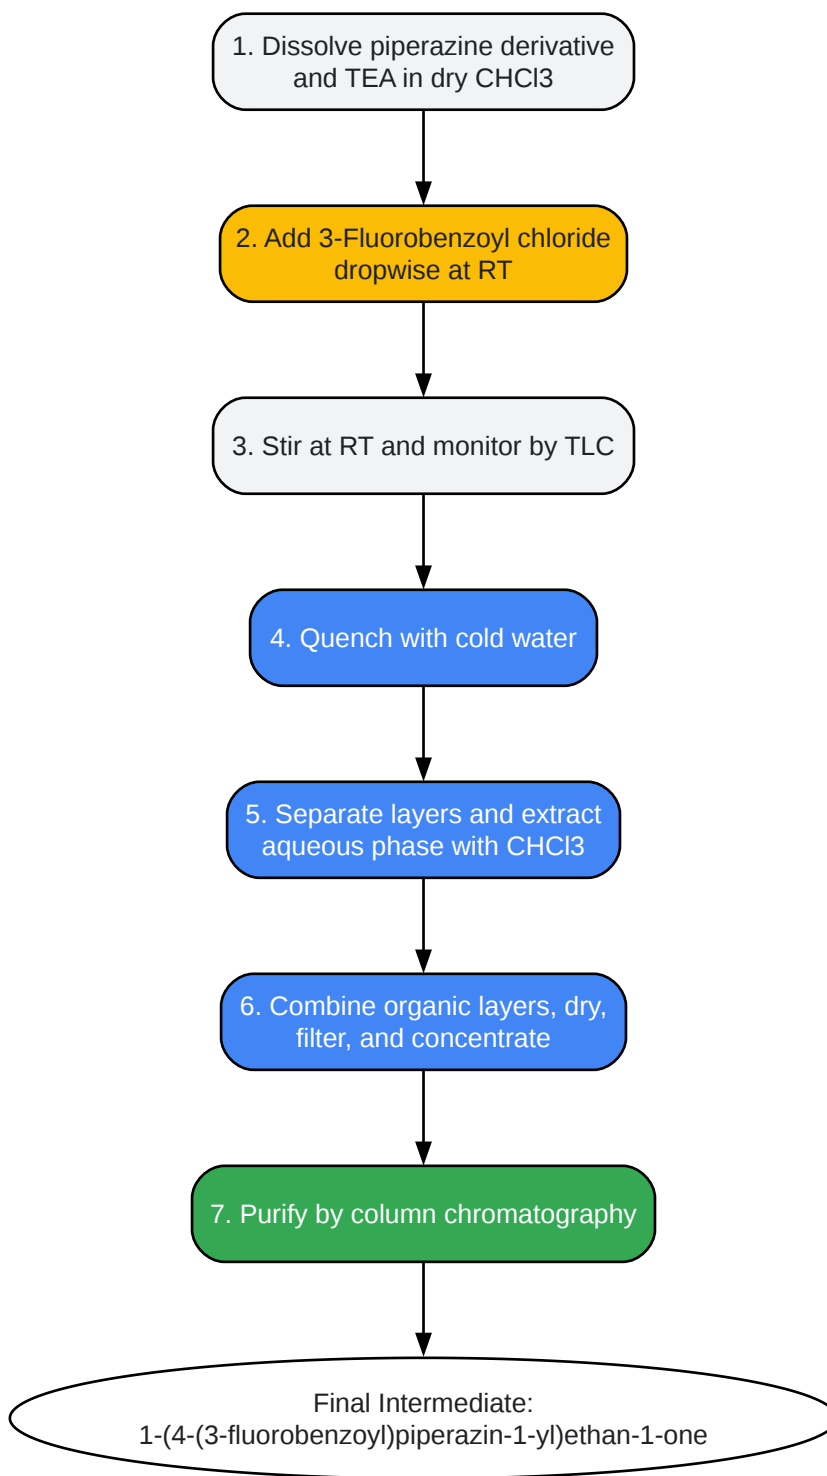 1. Dissolve piperazine derivative
and TEA in dry CHCl3
2. Add 3-Fluorobenzoyl chloride
dropwise at RT
3. Stir at RT and monitor by TLC
4. Quench with cold water
5. Separate layers and extract
aqueous phase with CHCl3
6. Combine organic layers, dry,
filter, and concentrate
7. Purify by column chromatography
Final Intermediate:
1-(4-(3-fluorobenzoyl)piperazin-1-yl)ethan-1-one